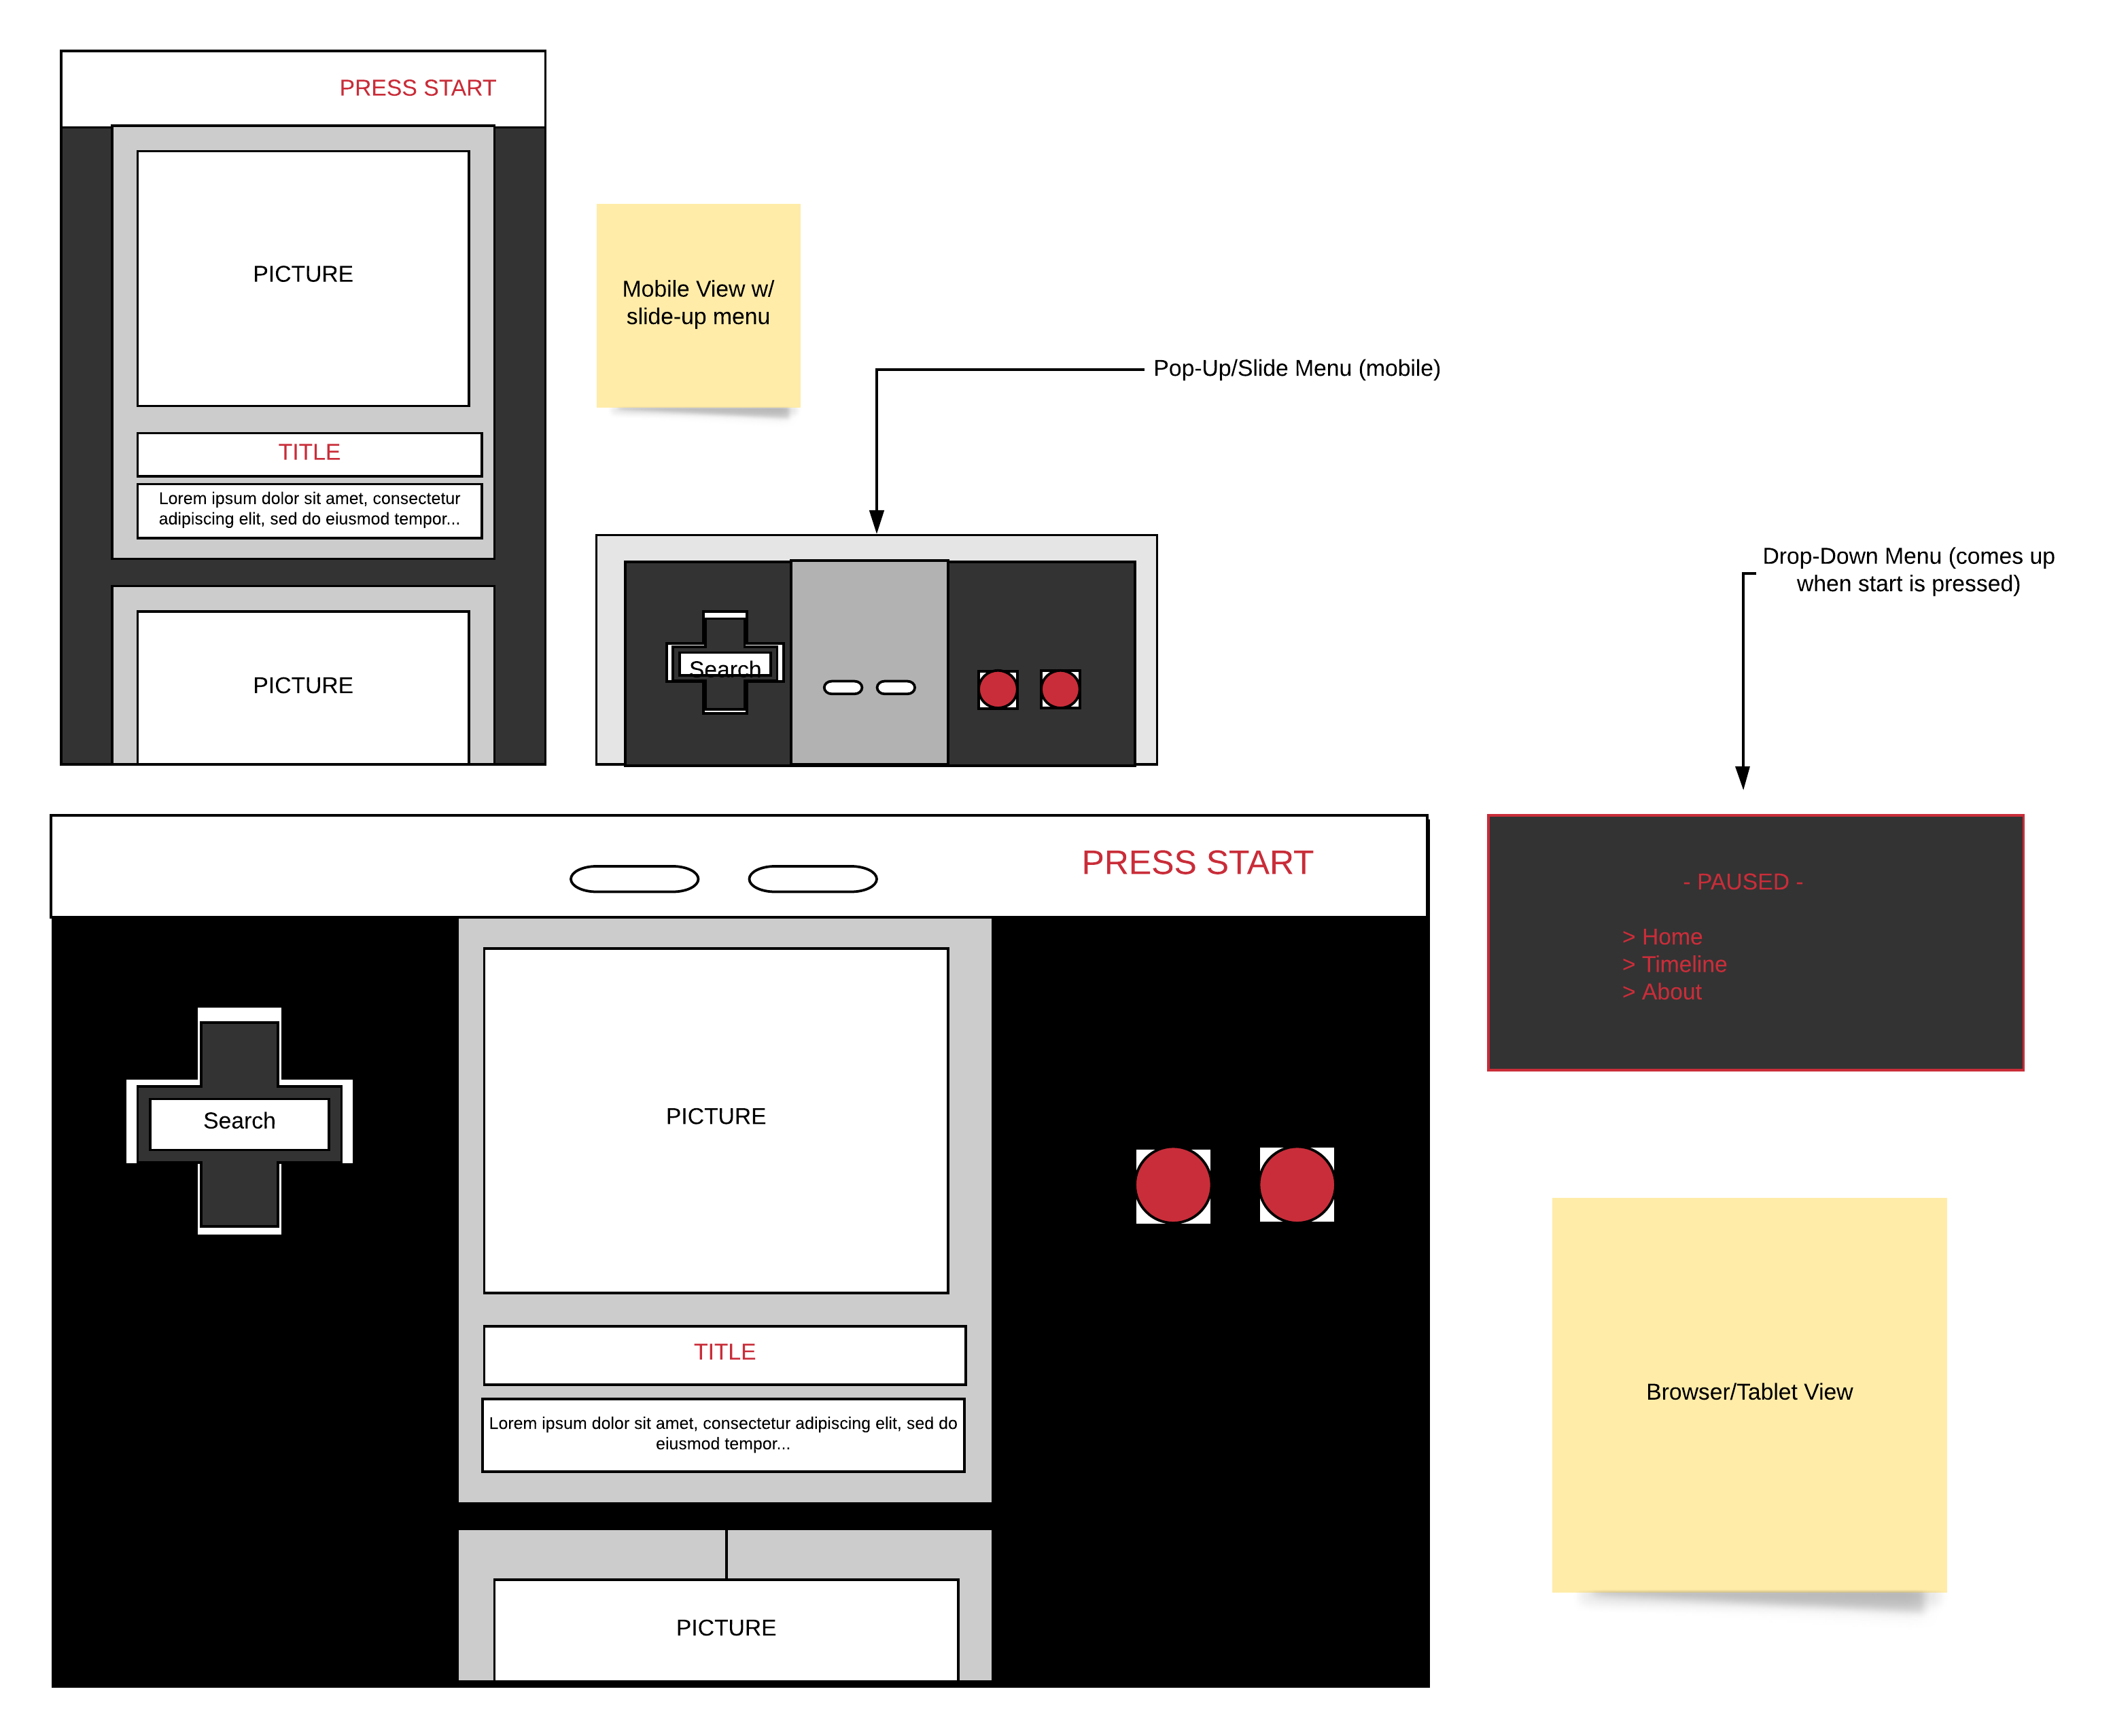 PRESS START
PICTURE
TITLE
Lorem ipsum dolor sit amet, consectetur
adipiscing elit, sed do eiusmod tempor...
PICTURE
Mobile View w/
slide-up menu
Pop-Up/Slide Menu (mobile)
Search
Drop-Down Menu (comes up
when start is pressed)
PRESS START
Search
PICTURE
TITLE
Lorem ipsum dolor sit amet, consectetur adipiscing elit, sed do
eiusmod tempor...
PICTURE
- PAUSED -
> Home
> Timeline
> About
Browser/Tablet View